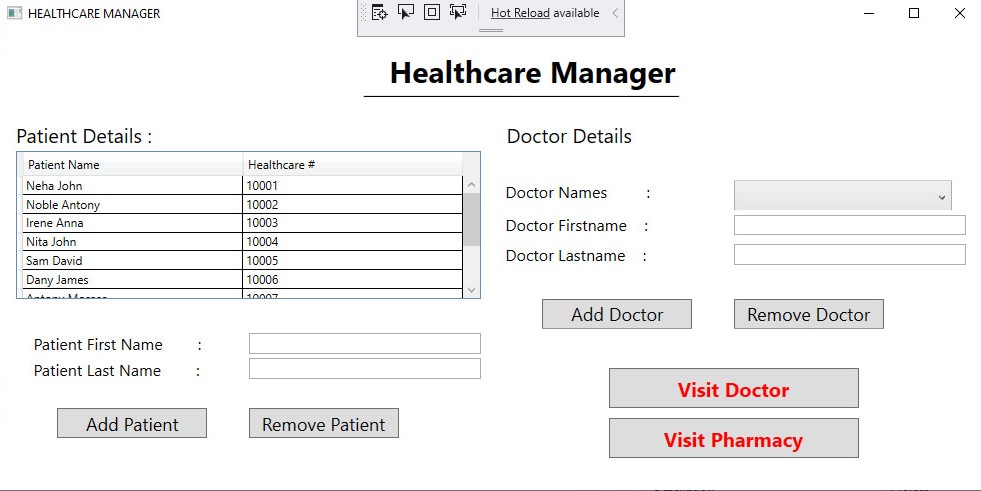 HEALTHCARE MANAGER
Hot Reload available
Healthcare Manager
Patient Details :
Patient Name Healthcare #
Neha John 10001
Noble Antony 10002
Irene Anna 10003
Nita John 10004
Sam David 10005
Dany James 10006
10007
Patient First Name :
Patient Last Name :
Add Patient Remove Patient
Doctor Details
Doctor Names :
Doctor Firstname :
Doctor Lastname :
Add Doctor Remove Doctor
Visit Doctor
Visit Pharmacy